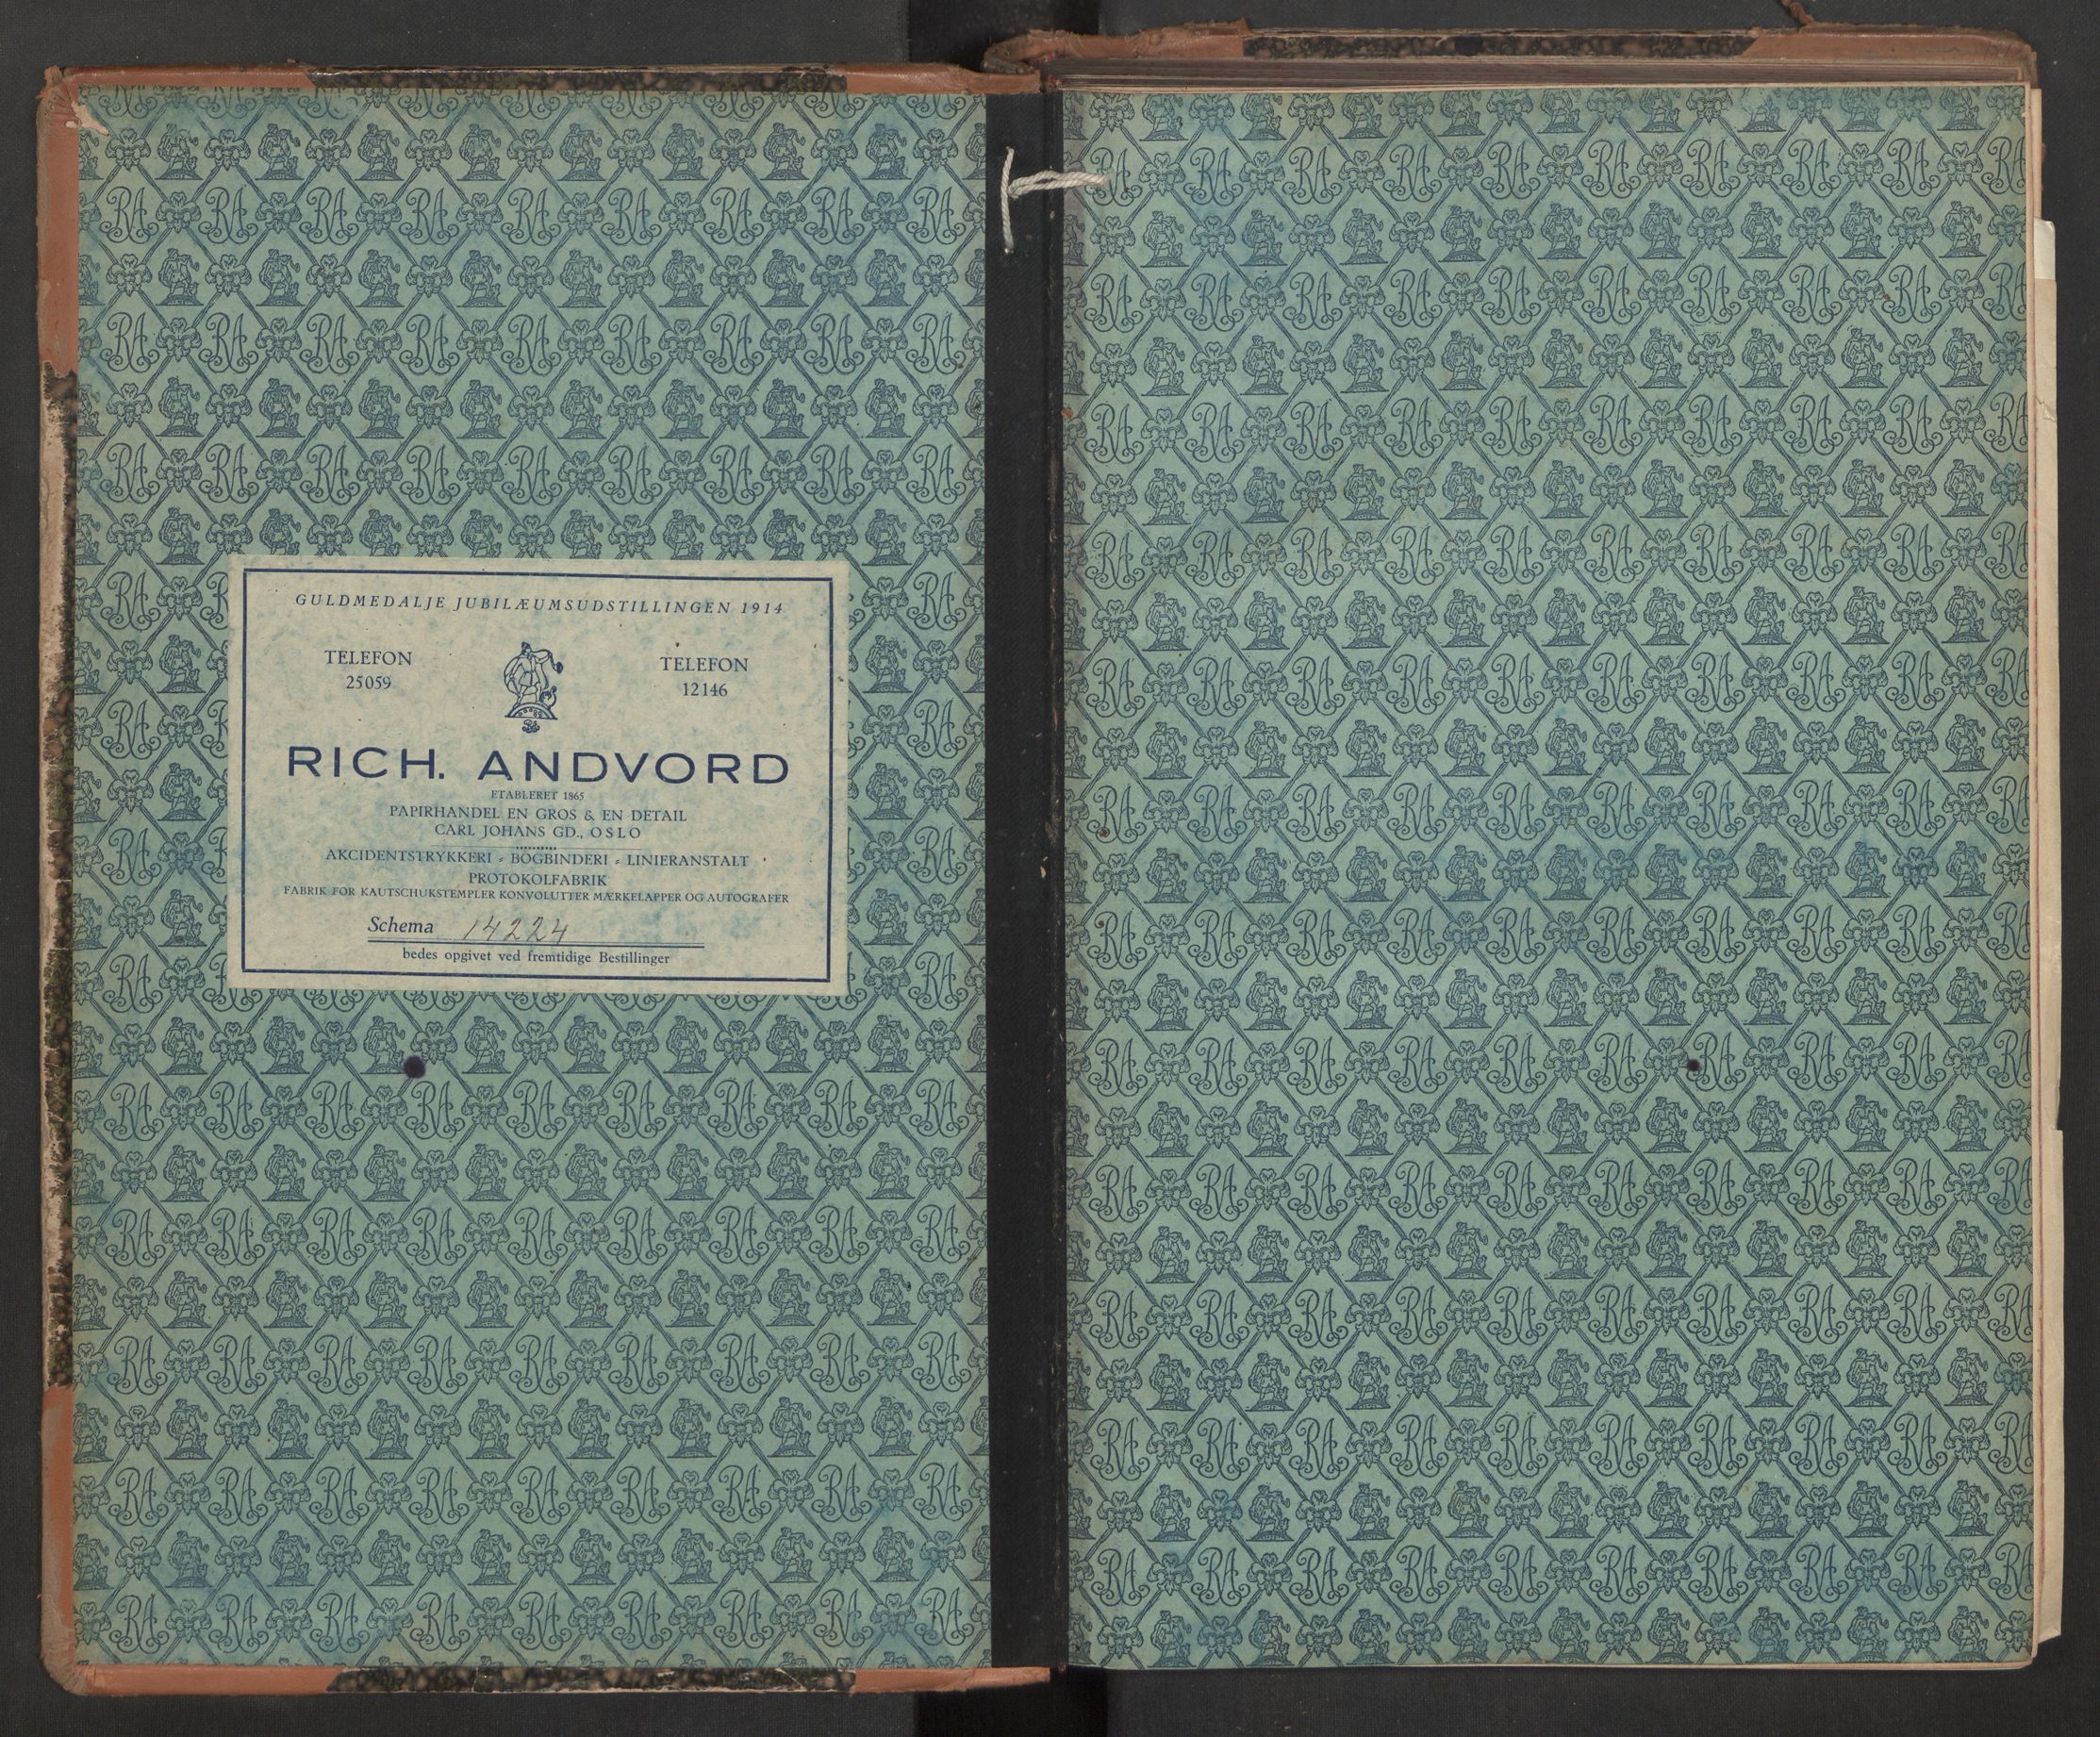 GULDMEDALJE JUBILÆUMSUDSTILLINGEN 1914
TELEFON
25059
TELEFON
12146
RICH. ANDVORD
ETABLERET 1865
PAPIRHANDEL EN GROS & EN DETAIL
CARL JOHANS GD., OSLO
AKCIDENTSTRYKKERI = BOGBINDERI = LINIERANSTALT
PROTOKOLFABRIK
FABRIK FOR KAUTSCHUKSTEMPLER KONVOLUTTER MÆRKELAPPER OG AUTOGRAFER
Schema 14224
bedes opgivet ved fremtidige Bestillinger